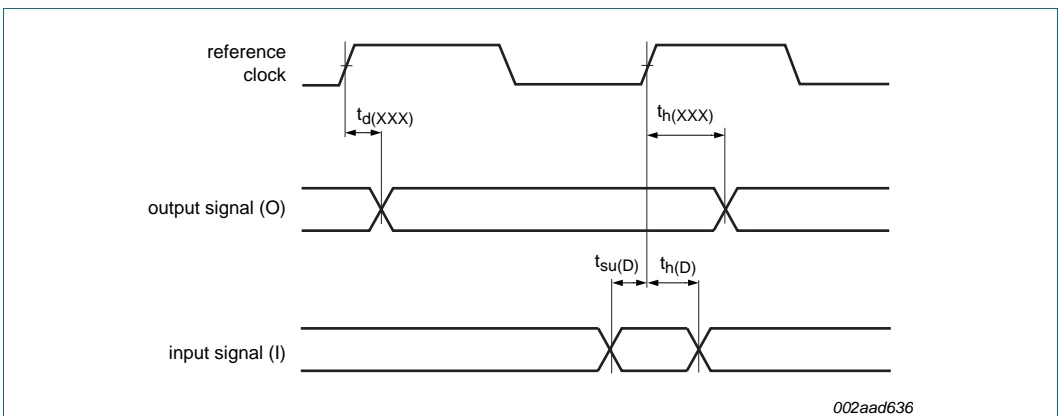 reference
clock
td(XXX)
th(XXX)
output signal (O)
tsu(D)
th(D)
input signal (I)
002aad636